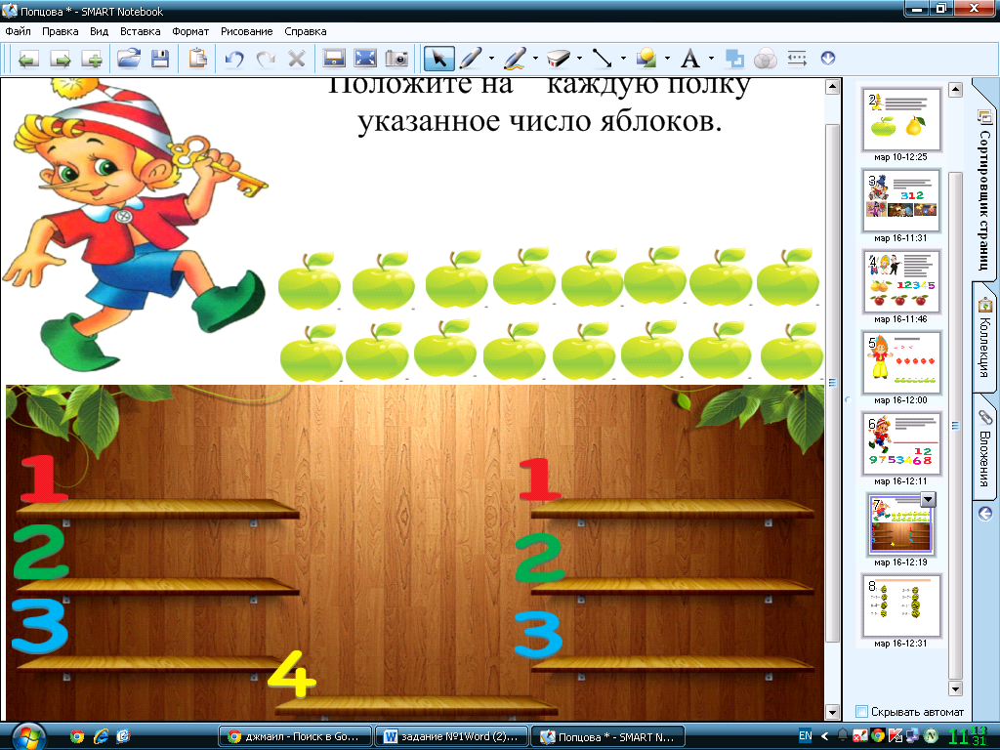 Попцова * - SMART Notebook
Файл Правка Вид Вставка Формат Рисование Справка
Положите на каждую полку
указанное число яблоков.
1 1
2 2
3 3
4
2
мар 10-12:25
3
312
мар 16-11:31
4
12345
мар 16-11:46
5
мар 16-12:00
6
12
9753468
мар 16-12:11
7
мар 16-12:19
8
мар 16-12:31
Сортировщик страниц
Коллекция
Вложения
Скрывать автомат
джмаил - Поиск в Go...
задание №1Word (2)...
Попцова * - SMART N...
EN